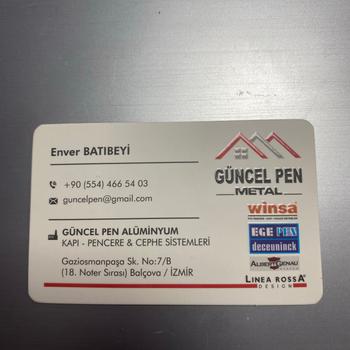 Enver BATIBEYİ
+90 (554) 466 54 03
guncelpen@gmail.com
GÜNCEL PEN ALÜMİNYUM
KAPI - PENCERE & CEPHE SİSTEMLERİ
Gaziosmanpaşa Sk. No:7/B
(18. Noter Sırası) Balçova / İZMİR
GÜNCEL PEN
METAL
winsa
EGE PEN
deceuninck
ALBERTGENAU
LINEA ROSSA
DESIGN